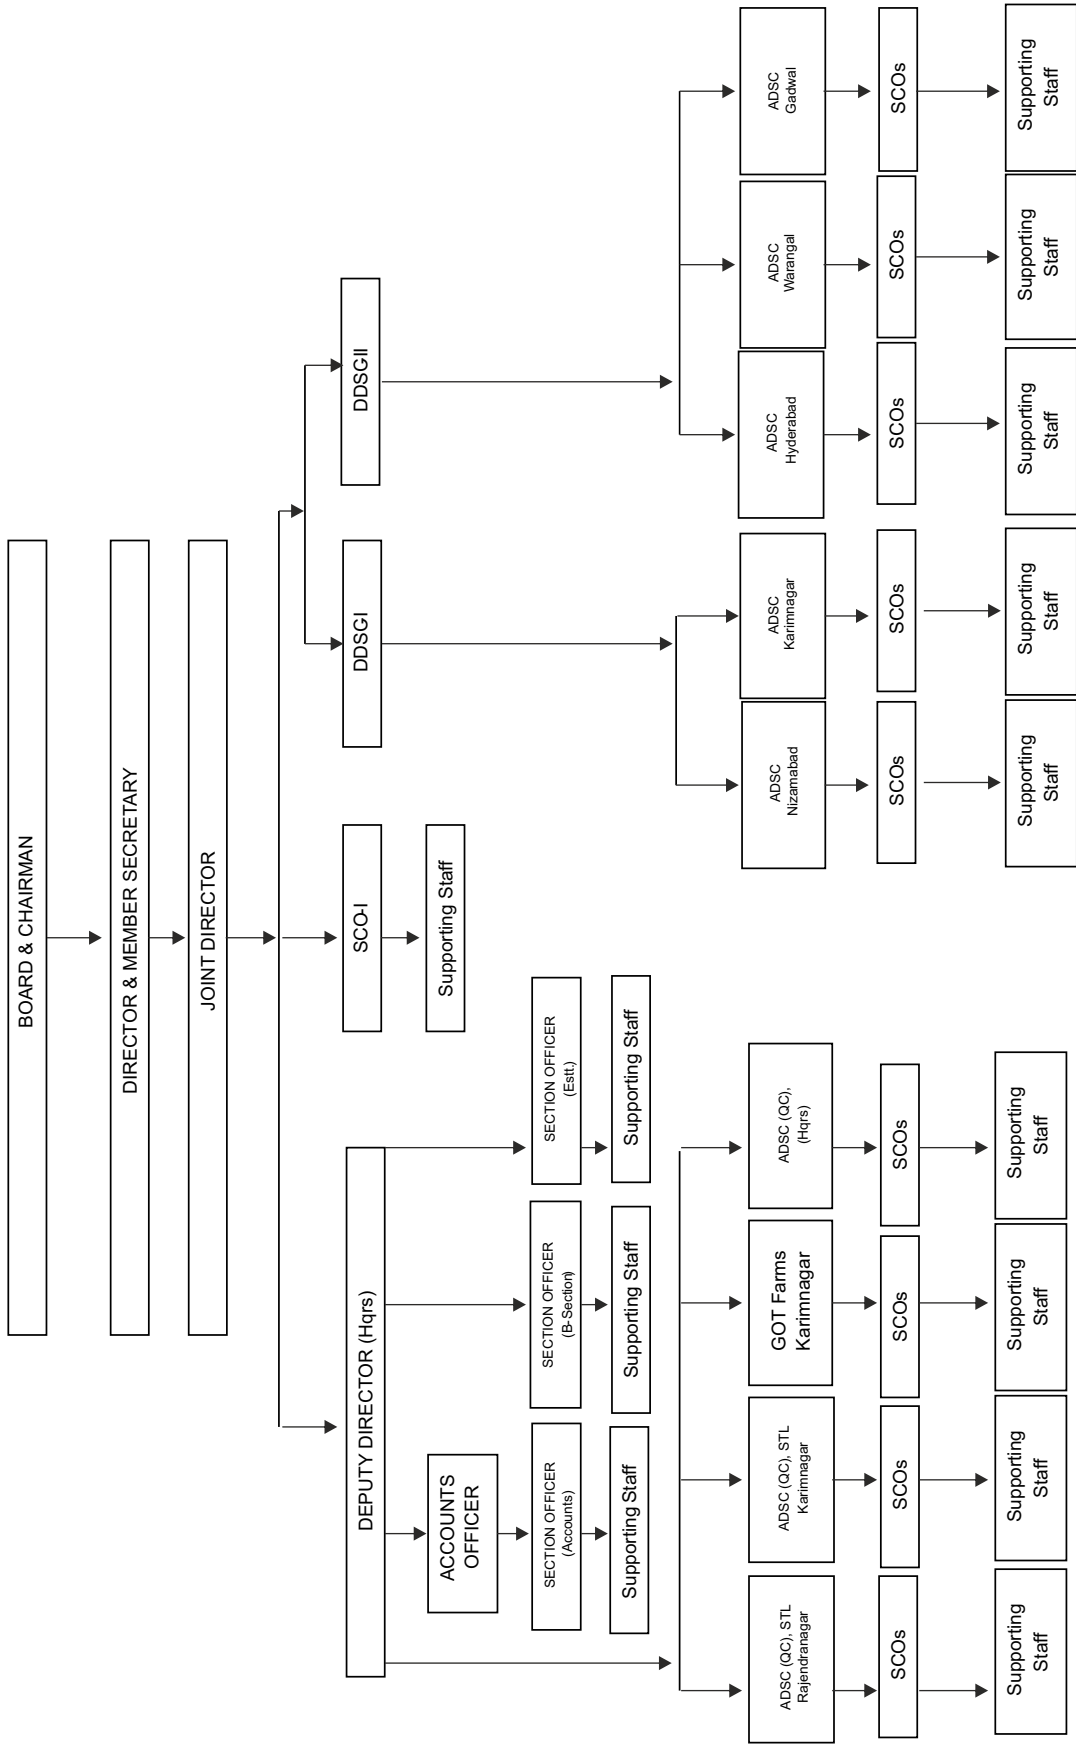 BOARD & CHAIRMAN
DIRECTOR & MEMBER SECRETARY
JOINT DIRECTOR
DEPUTY DIRECTOR (Hqrs)
SCO-I
DDSGI
DDSGII
ACCOUNTS
OFFICER
Supporting Staff
SECTION OFFICER
(Accounts)
SECTION OFFICER
(B-Section)
SECTION OFFICER
(Estt.)
Supporting Staff
Supporting Staff
Supporting Staff
ADSC (QC), STL
Rajendranagar
ADSC (QC), STL
Karimnagar
GOT Farms
Karimnagar
ADSC (QC),
(Hqrs)
ADSC
Nizamabad
ADSC
Karimnagar
ADSC
Hyderabad
ADSC
Warangal
ADSC
Gadwal
SCOs
SCOs
SCOs
SCOs
SCOs
SCOs
SCOs
SCOs
SCOs
Supporting
Staff
Supporting
Staff
Supporting
Staff
Supporting
Staff
Supporting
Staff
Supporting
Staff
Supporting
Staff
Supporting
Staff
Supporting
Staff